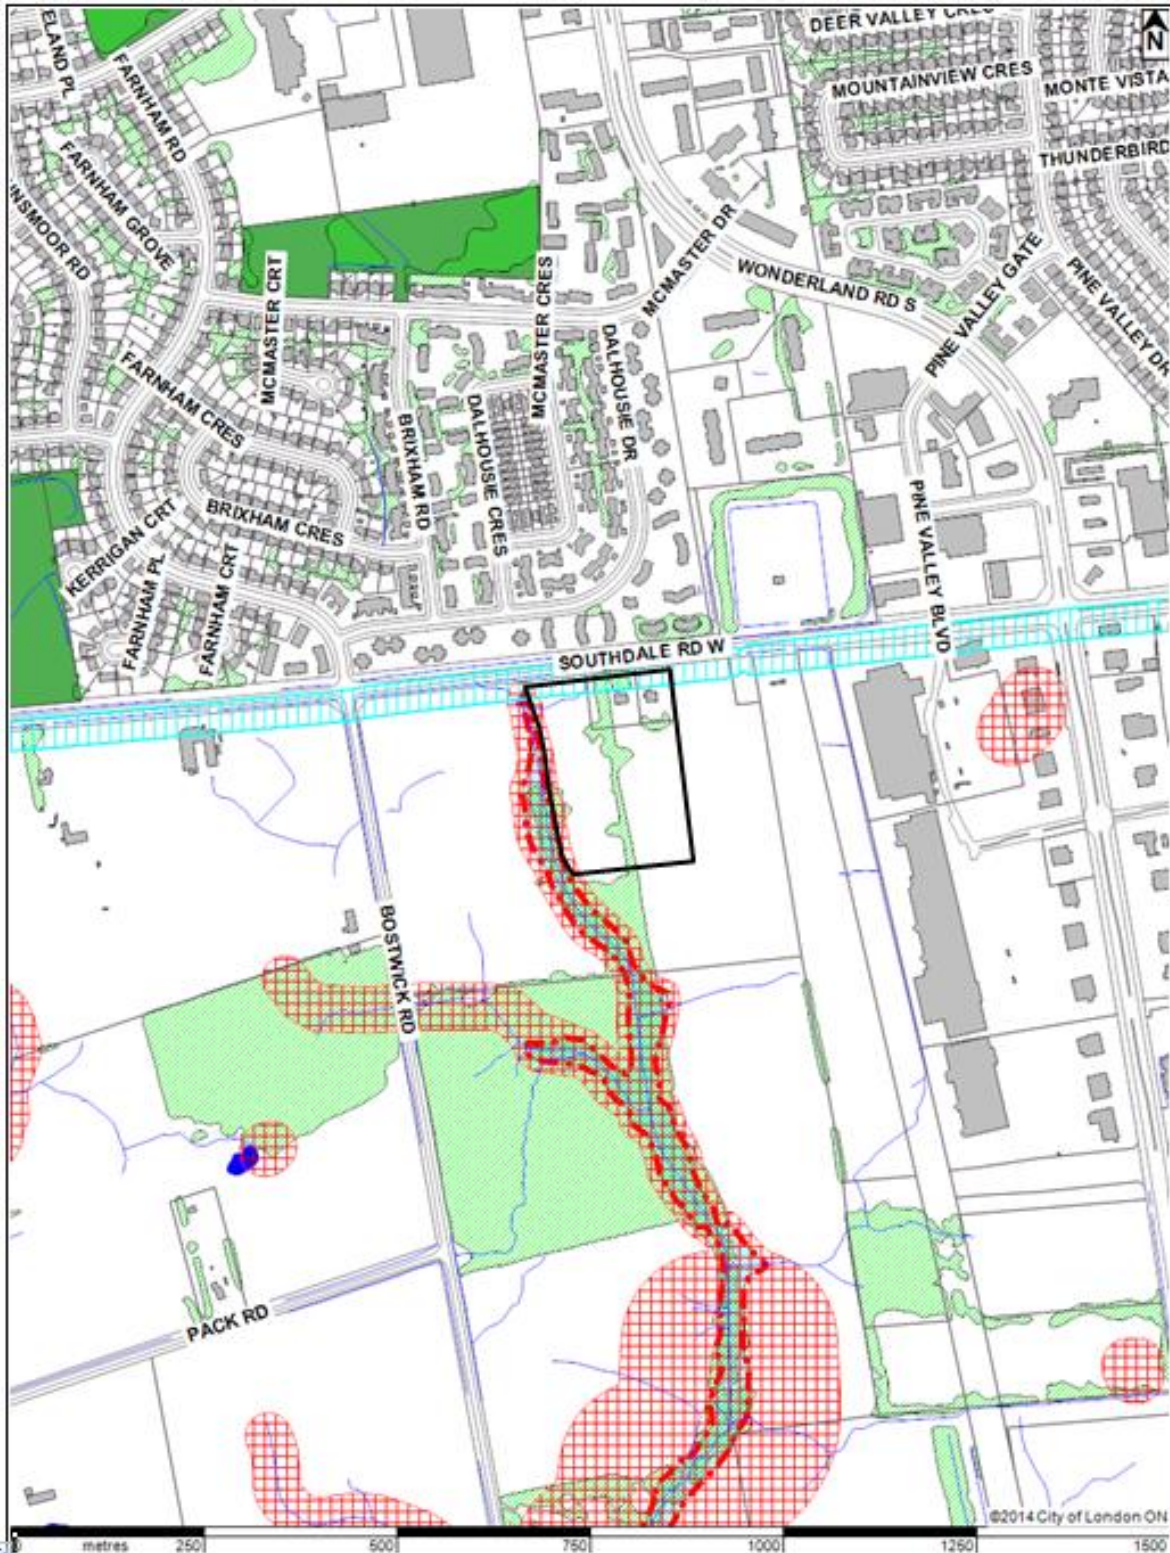 DEER VALLEY CRES
N
ELAND PL
FARNHAM RD
MOUNTAINVIEW CRES
MONTE VISTA
THUNDERBIRD
FARNHAM GROVE
NSMOOR RD
MCMASTER DR
WONDERLAND RD S
PINE VALLEY GATE
PINE VALLEY DR
MCMASTER CRT
MCMASTER CRES
DALHOUSIE DR
FARNHAM CRES
BRIXHAM RD
DALHOUSIE CRES
BRIXHAM CRES
KERRIGAN CRT
FARNHAM PL
FARNHAM CRT
PINE VALLEY BLVD
SOUTHDALE RD W
BOSTWICK RD
PACK RD
©2014 City of London ON
metres 250 500 750 1000 1250 1500